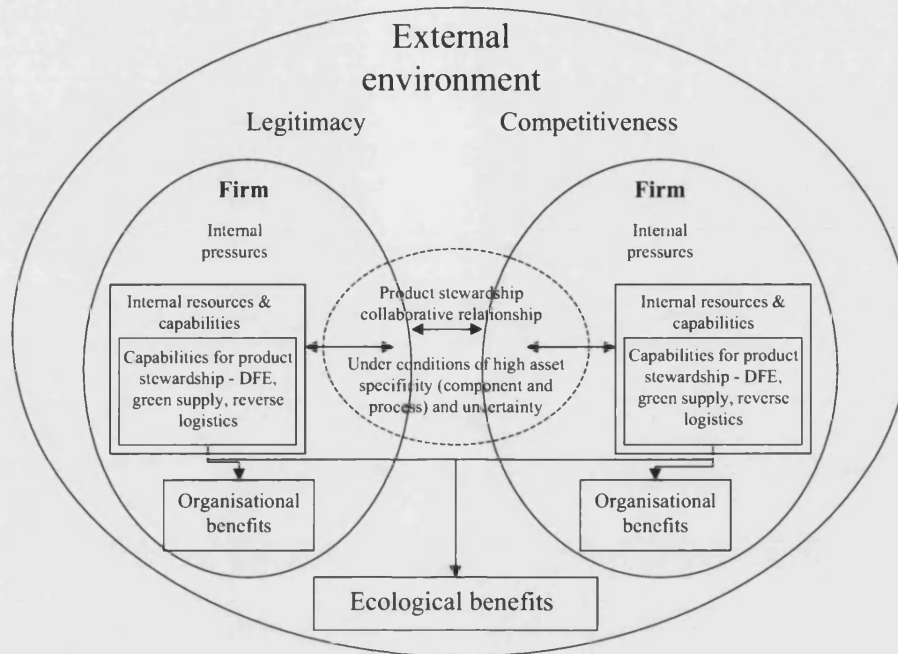 External
environment
Legitimacy
Competitiveness
Firm
Internal
pressures
Internal resources &
capabilities
Capabilities for product
stewardship - DFE,
green supply, reverse
logistics
Organisational
benefits
Product stewardship
collaborative relationship
Under conditions of high asset
specificity (component and
process) and uncertainty
Firm
Internal
pressures
Internal resources &
capabilities
Capabilities for product
stewardship - DFE,
green supply, reverse
logistics
Organisational
benefits
Ecological benefits